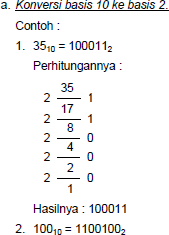 a. Konversi basis 10 ke basis 2.
Contoh :
1. 35₁₀ = 100011₂
Perhitungannya :
35
2 1
17
2 1
8
2 0
4
2 0
2
2 0
1
Hasilnya : 100011
2. 100₁₀ = 1100100₂